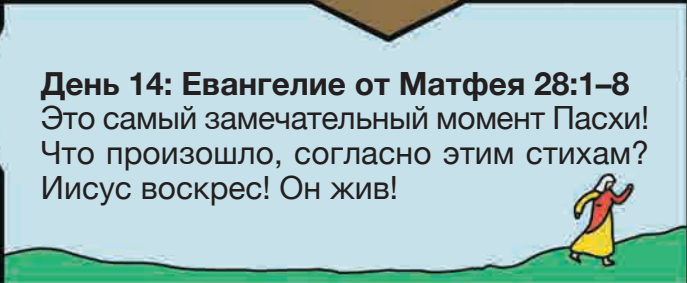 День 14: Евангелие от Матфея 28:1–8
Это самый замечательный момент Пасхи!
Что произошло, согласно этим стихам?
Иисус воскрес! Он жив!